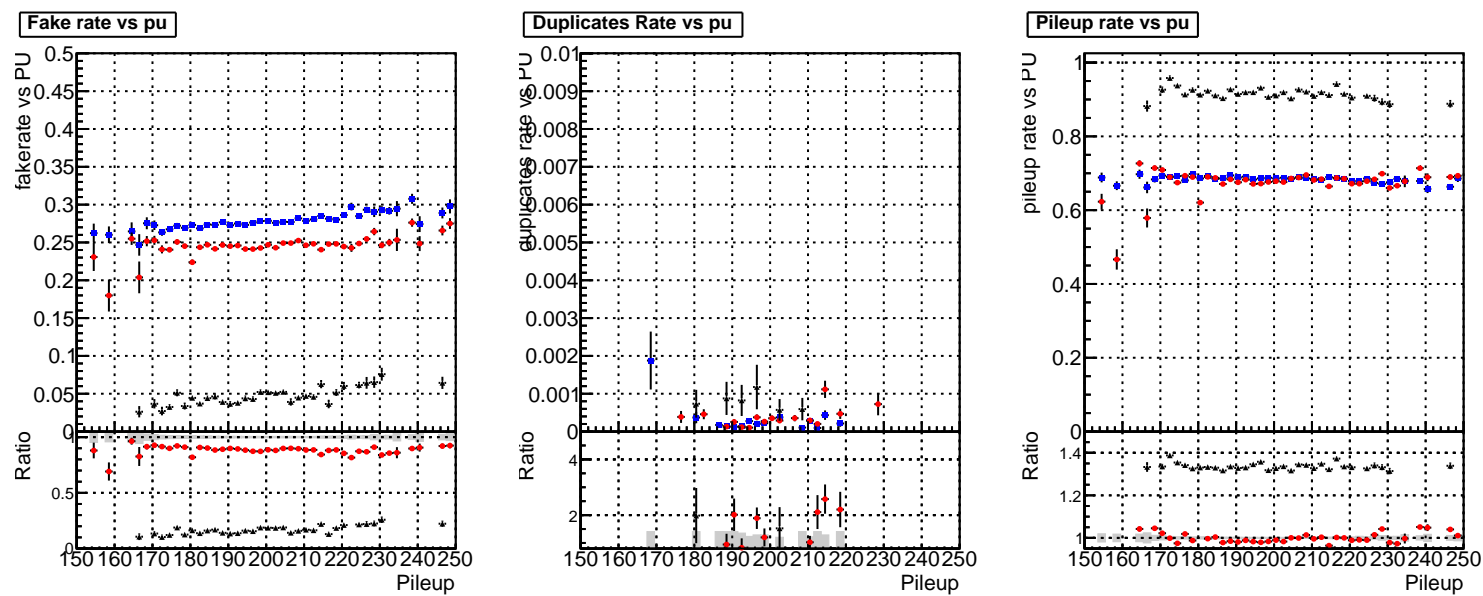 Fake rate vs pu
fakerate vs PU
0.5
0.45
0.4
0.35
0.3
0.25
0.2
0.15
0.1
0.05
0
Ratio
1
0.5
0
150 160 170 180 190 200 210 220 230 240 250
Pileup
Duplicates Rate vs pu
duplicates rate vs PU
0.01
0.009
0.008
0.007
0.006
0.005
0.004
0.003
0.002
0.001
0
Ratio
4
2
150 160 170 180 190 200 210 220 230 240 250
Pileup
Pileup rate vs pu
pileup rate vs PU
1
0.8
0.6
0.4
0.2
0
Ratio
1.4
1.2
1
150 160 170 180 190 200 210 220 230 240 250
Pileup